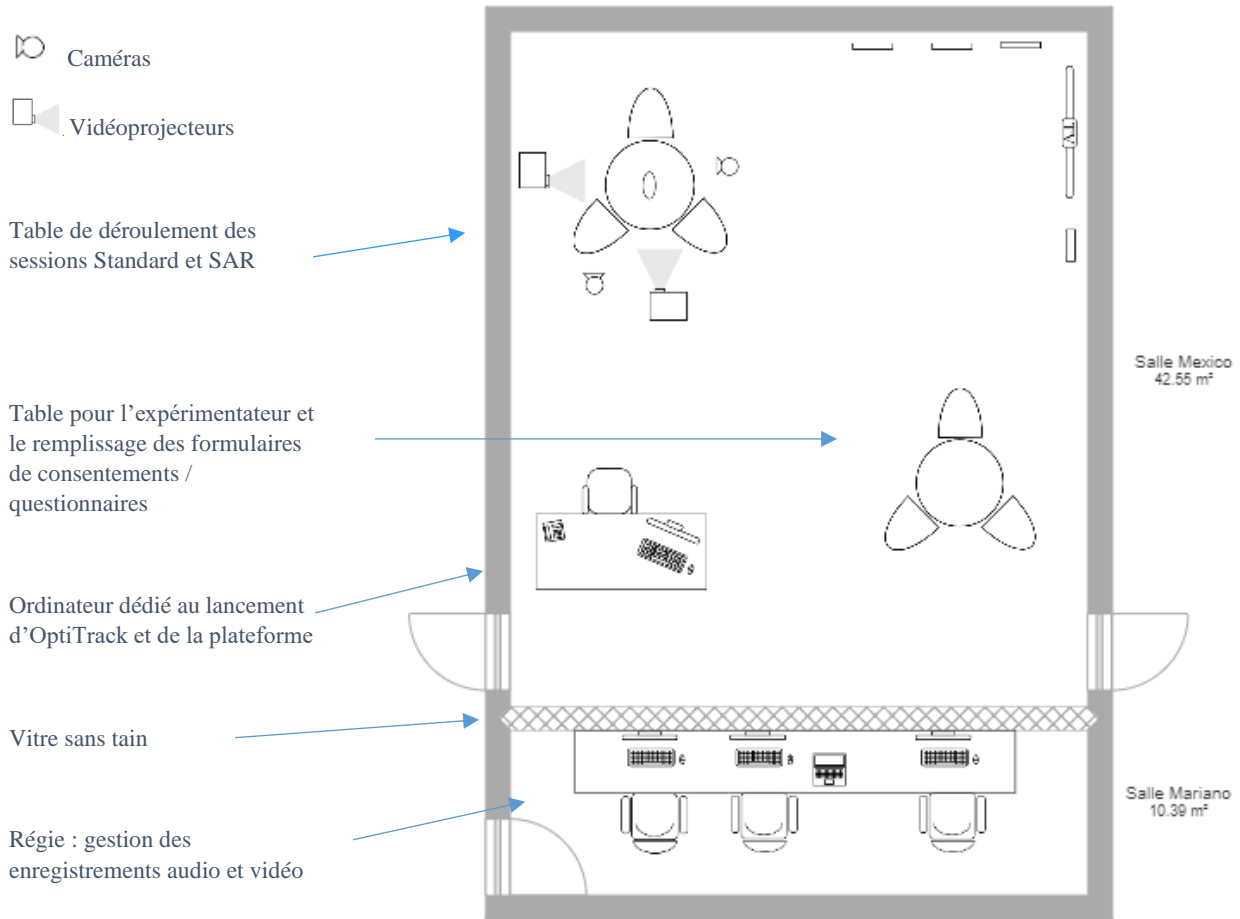 Caméras
Vidéoprojecteurs
Table de déroulement des
sessions Standard et SAR
Table pour l’expérimentateur et
le remplissage des formulaires
de consentements /
questionnaires
Ordinateur dédié au lancement
d’OptiTrack et de la plateforme
Vitre sans tain
Régie : gestion des
enregistrements audio et vidéo
TV
Salle Mexico
42.55 m²
Salle Mariano
10.39 m²